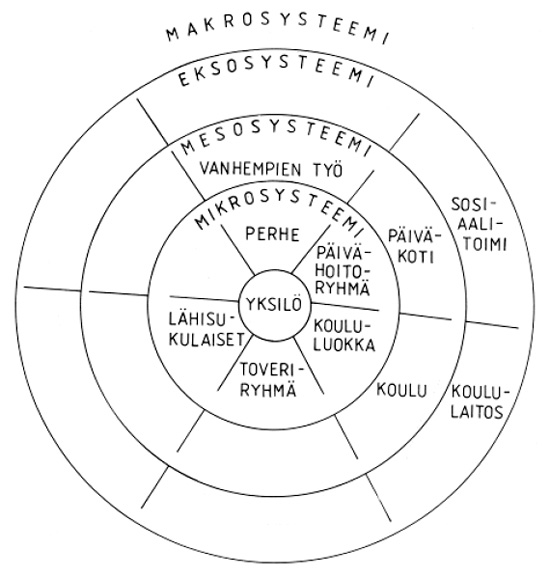 MAKROSYSTEEMI
EKSOSYSTEEMI
MESOSYSTEEMI
VANHEMPIEN TYÖ
MIKROSYSTEEMI
PERHE
PÄIVÄ-
HOITO-
RYHMÄ
PÄIVÄ-
KOTI
SOSI-
AALI-
TOIMI
YKSILÖ
LÄHISU-
KULAISET
KOULU-
LUOKKA
TOVERI-
RYHMÄ
KOULU
KOULU-
LAITOS